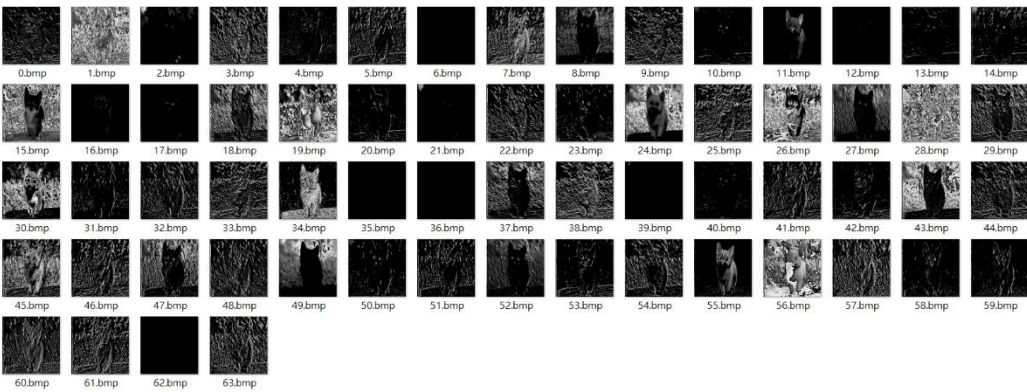 0.bmp 1.bmp 2.bmp 3.bmp 4.bmp 5.bmp 6.bmp 7.bmp 8.bmp 9.bmp 10.bmp 11.bmp 12.bmp 13.bmp 14.bmp
15.bmp 16.bmp 17.bmp 18.bmp 19.bmp 20.bmp 21.bmp 22.bmp 23.bmp 24.bmp 25.bmp 26.bmp 27.bmp 28.bmp 29.bmp
30.bmp 31.bmp 32.bmp 33.bmp 34.bmp 35.bmp 36.bmp 37.bmp 38.bmp 39.bmp 40.bmp 41.bmp 42.bmp 43.bmp 44.bmp
45.bmp 46.bmp 47.bmp 48.bmp 49.bmp 50.bmp 51.bmp 52.bmp 53.bmp 54.bmp 55.bmp 56.bmp 57.bmp 58.bmp 59.bmp
60.bmp 61.bmp 62.bmp 63.bmp